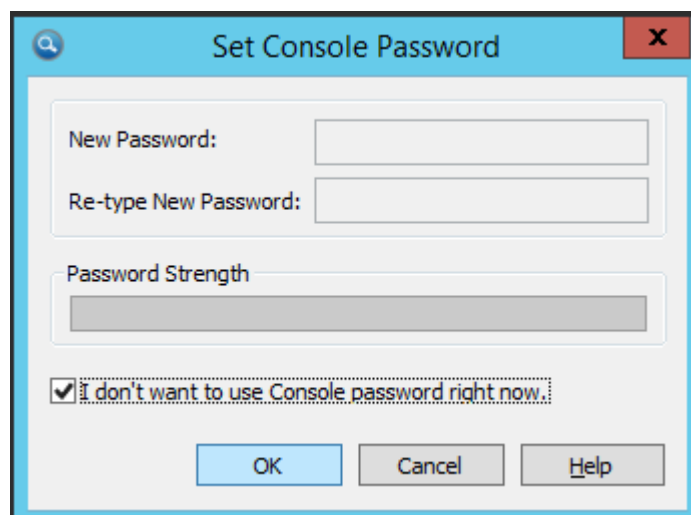 Set Console Password
x
New Password:
Re-type New Password:
Password Strength
I don't want to use Console password right now.
OK
Cancel
Help